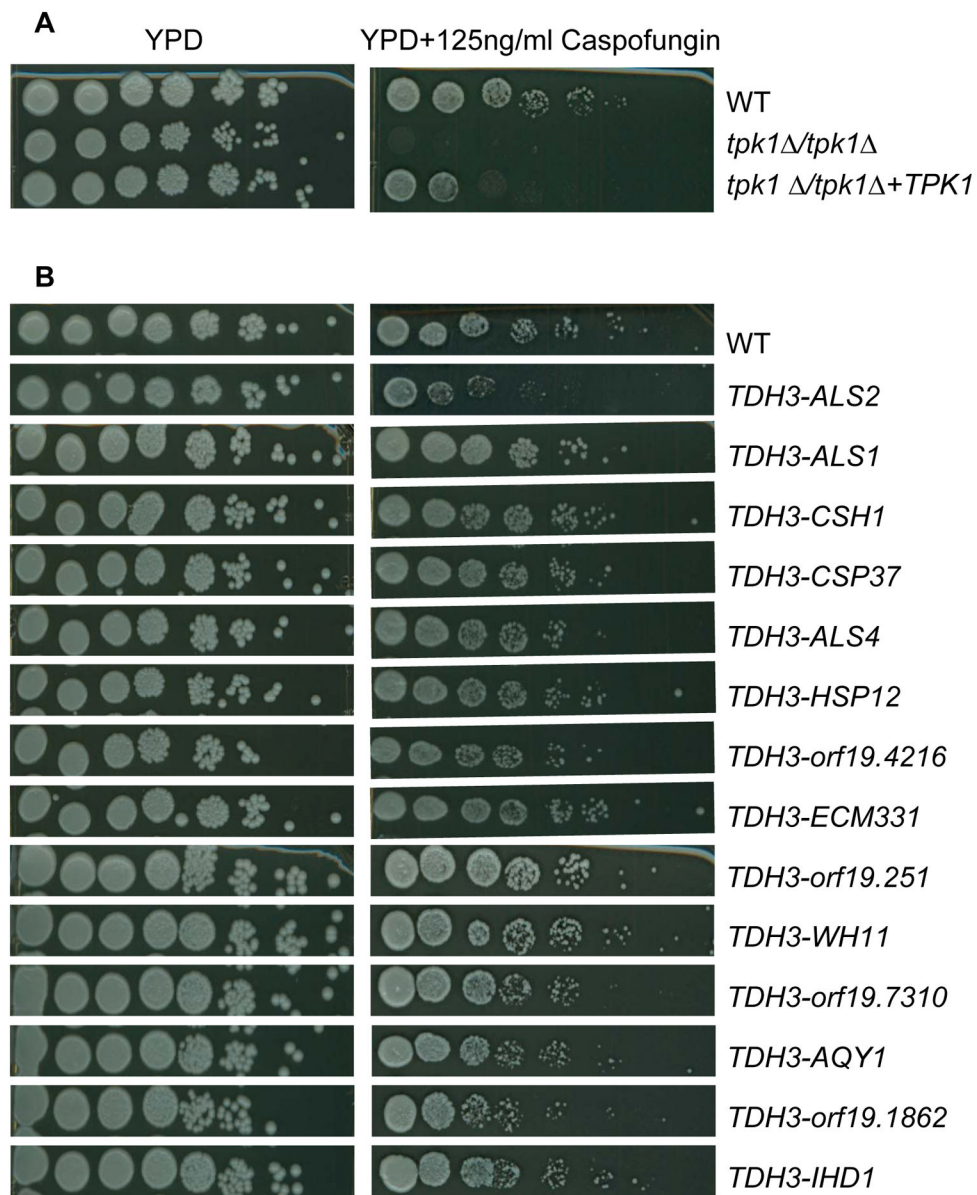 A
YPD YPD+125ng/ml Caspofungin
WT
tpk1Δ/tpk1Δ
tpk1 Δ/tpk1Δ+TPK1
B
WT
TDH3-ALS2
TDH3-ALS1
TDH3-CSH1
TDH3-CSP37
TDH3-ALS4
TDH3-HSP12
TDH3-orf19.4216
TDH3-ECM331
TDH3-orf19.251
TDH3-WH11
TDH3-orf19.7310
TDH3-AQY1
TDH3-orf19.1862
TDH3-IHD1